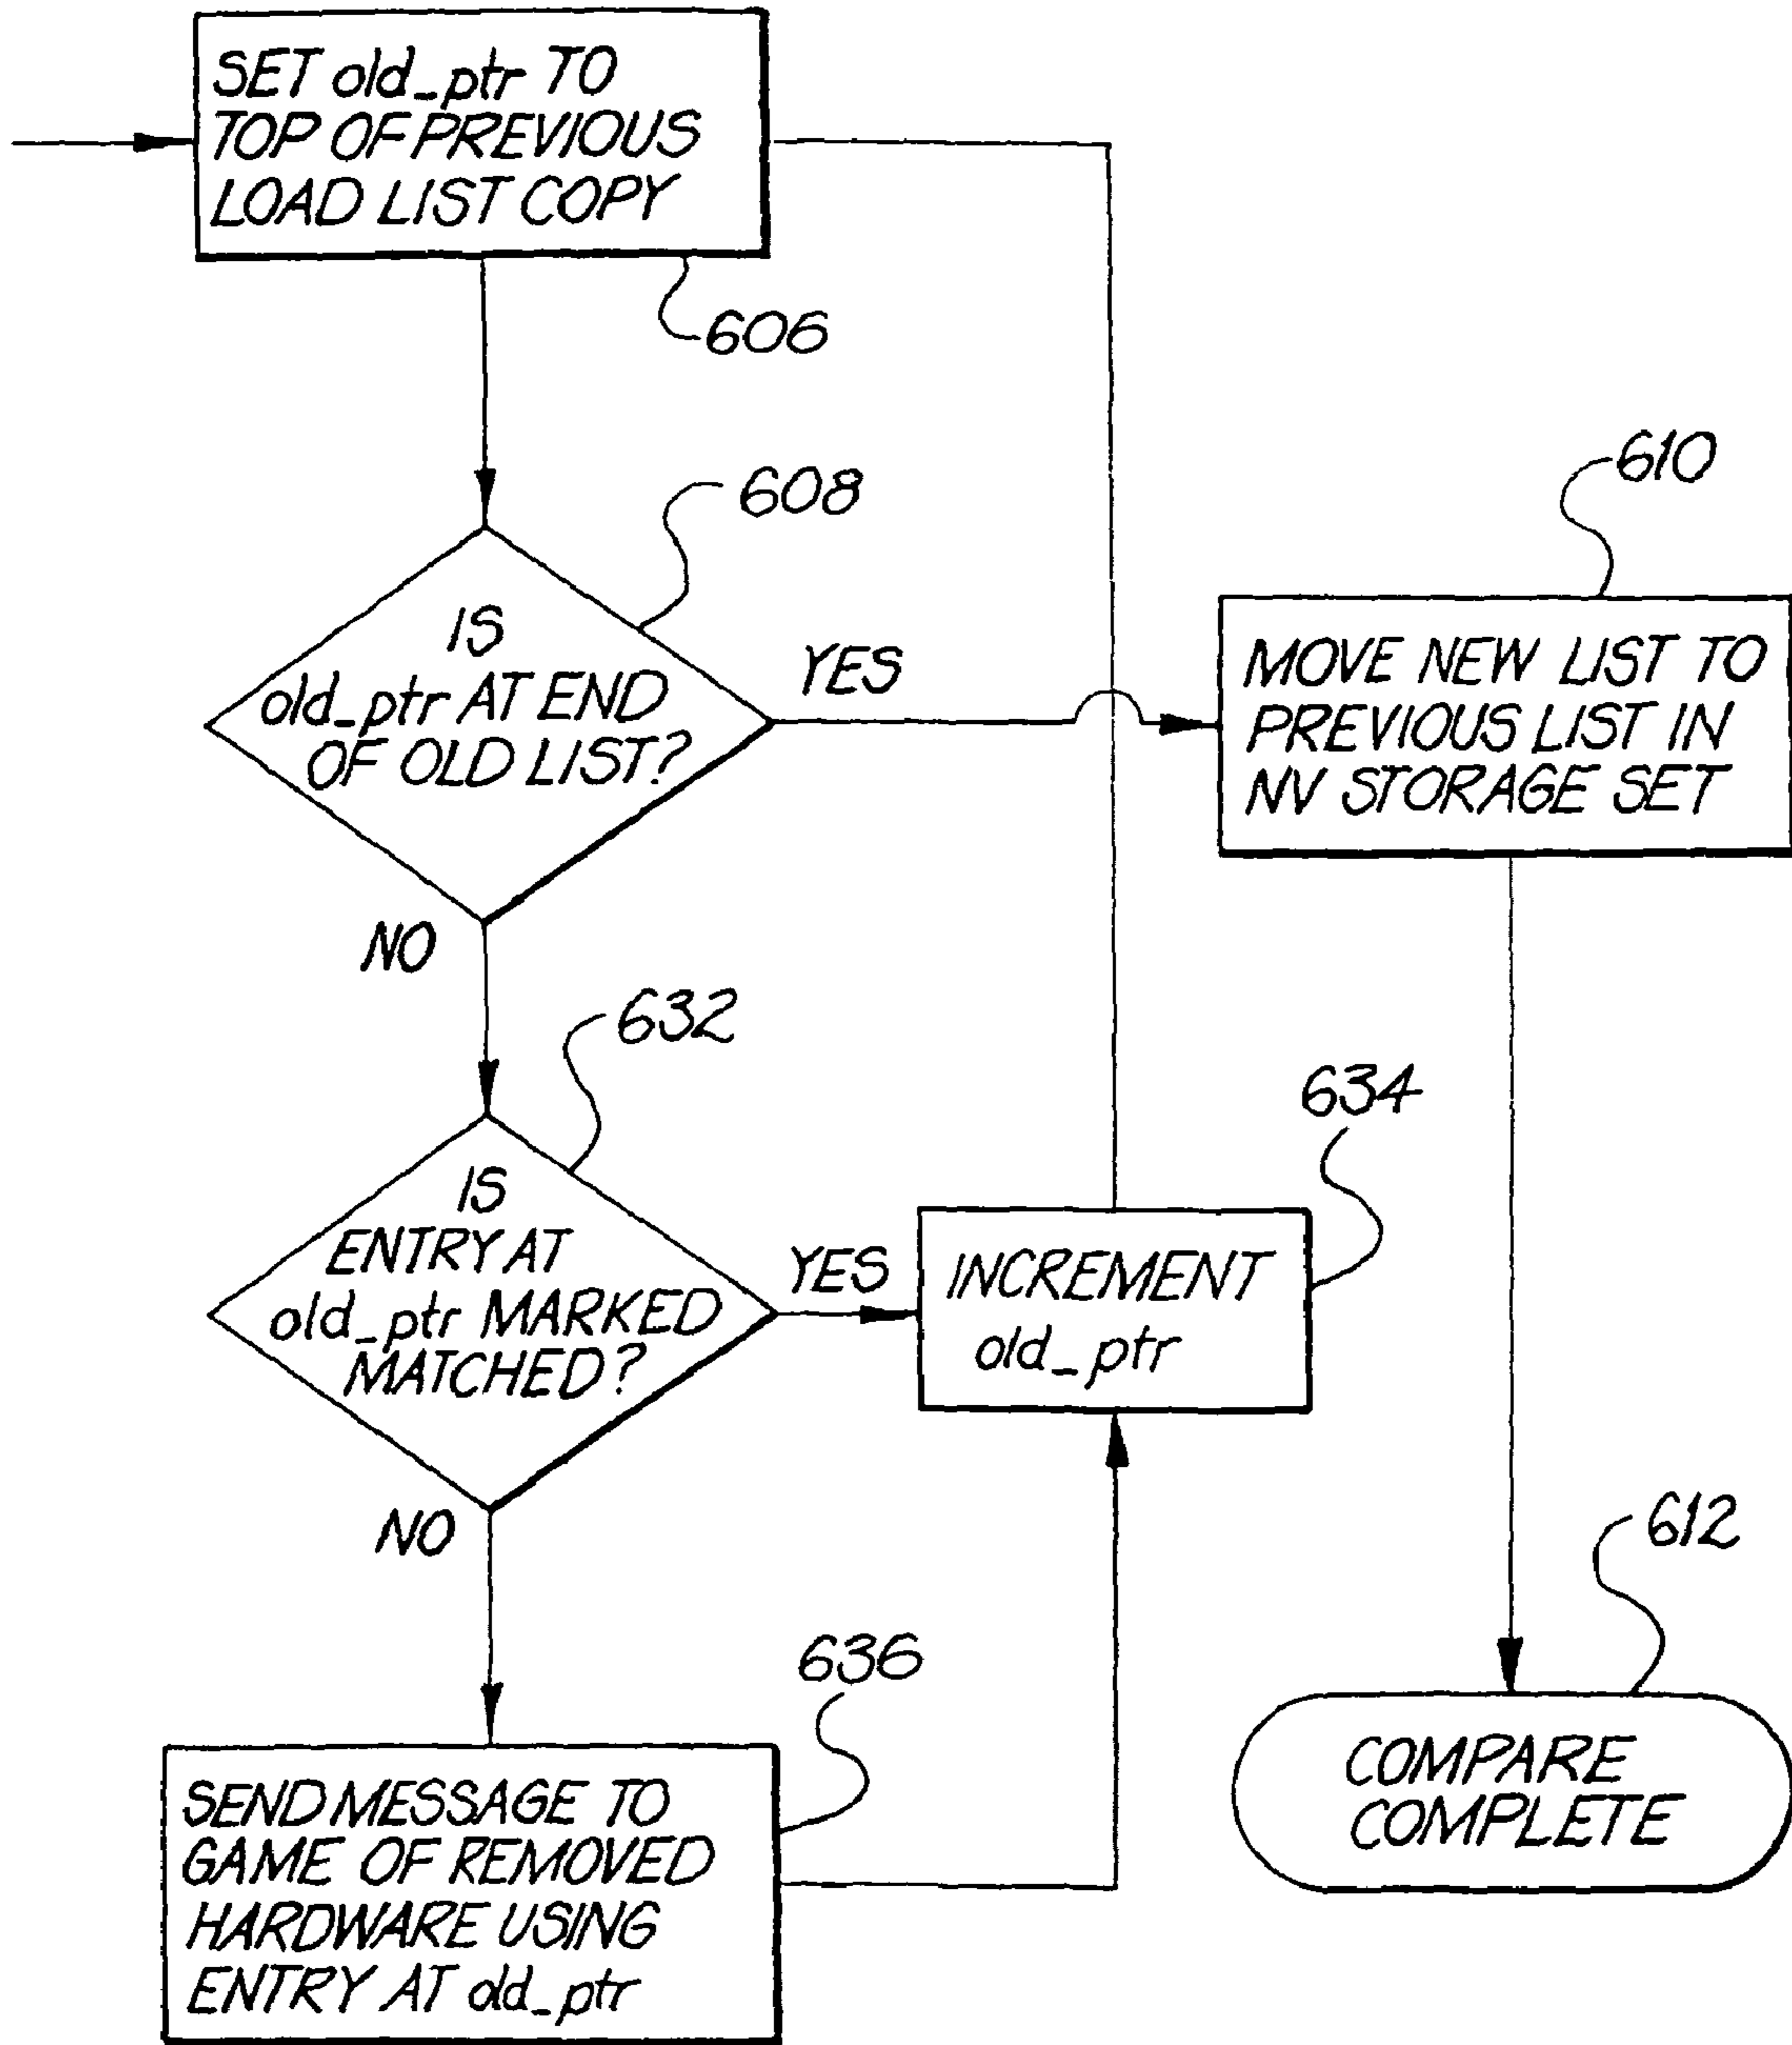 SET old_ptr TO
TOP OF PREVIOUS
LOAD LIST COPY
606
608
610
IS
old_ptr AT END
OF OLD LIST?
YES
MOVE NEW LIST TO
PREVIOUS LIST IN
NV STORAGE SET
NO
632
634
IS
ENTRY AT
old_ptr MARKED
MATCHED?
YES
INCREMENT
old_ptr
NO
612
636
SEND MESSAGE TO
GAME OF REMOVED
HARDWARE USING
ENTRY AT old_ptr
COMPARE
COMPLETE